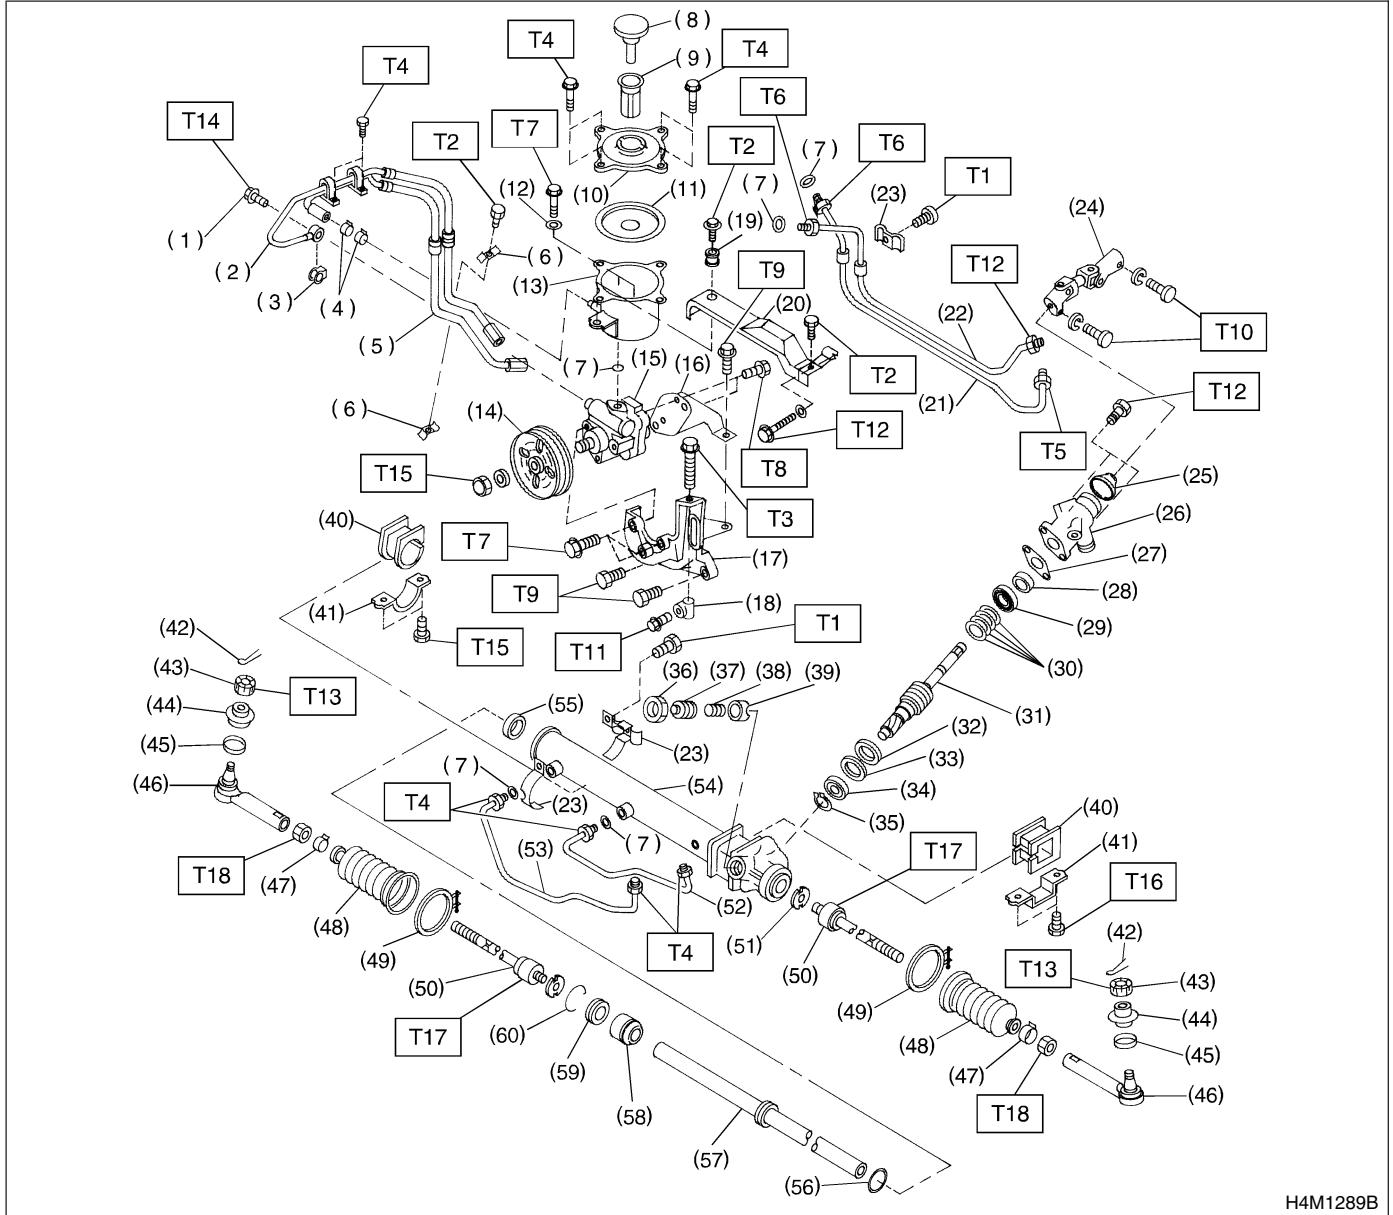 (8)
T4
(9)
T4
T4
T6
T14
T7
T2
T2
(7)
T6
T1
(12)
(10)
(11)
(7)
(23)
(24)
(1)
(19)
(2)
(6)
(13)
T9
T12
(3)
(4)
(20)
(22)
T10
(5)
(7)
(15)
(16)
T2
(21)
T12
(6)
(14)
T12
T5
T15
T8
(25)
(40)
T3
(26)
T7
(17)
(27)
(28)
T9
(41)
(18)
(29)
(42)
T15
T11
T1
(30)
(43)
T13
(36)
(37)
(38)
(39)
(44)
(55)
(31)
(45)
(23)
(32)
(46)
(7)
(54)
(33)
T4
(23)
(34)
(35)
(40)
(7)
T17
(41)
T18
(47)
(53)
T16
(48)
(52)
(51)
(42)
(49)
T4
(50)
T13
(43)
(50)
(49)
(44)
T17
(60)
(48)
(45)
(59)
(47)
(58)
T18
(46)
(57)
(56)
H4M1289B